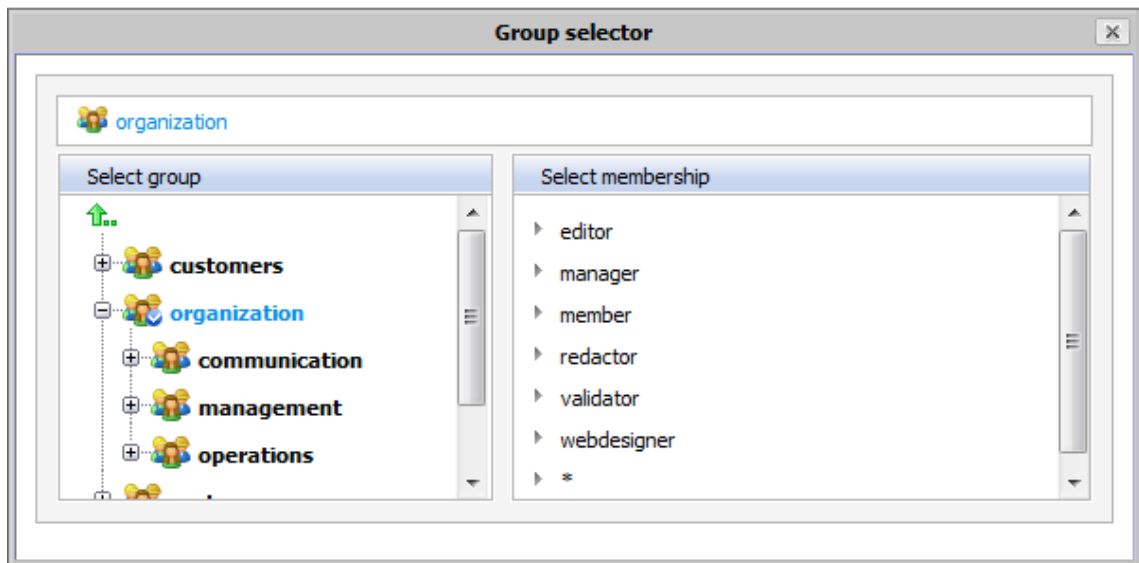 Group selector
organization
Select group
Select membership
customers
organization
communication
management
operations
editor
manager
member
redactor
validator
webdesigner
*